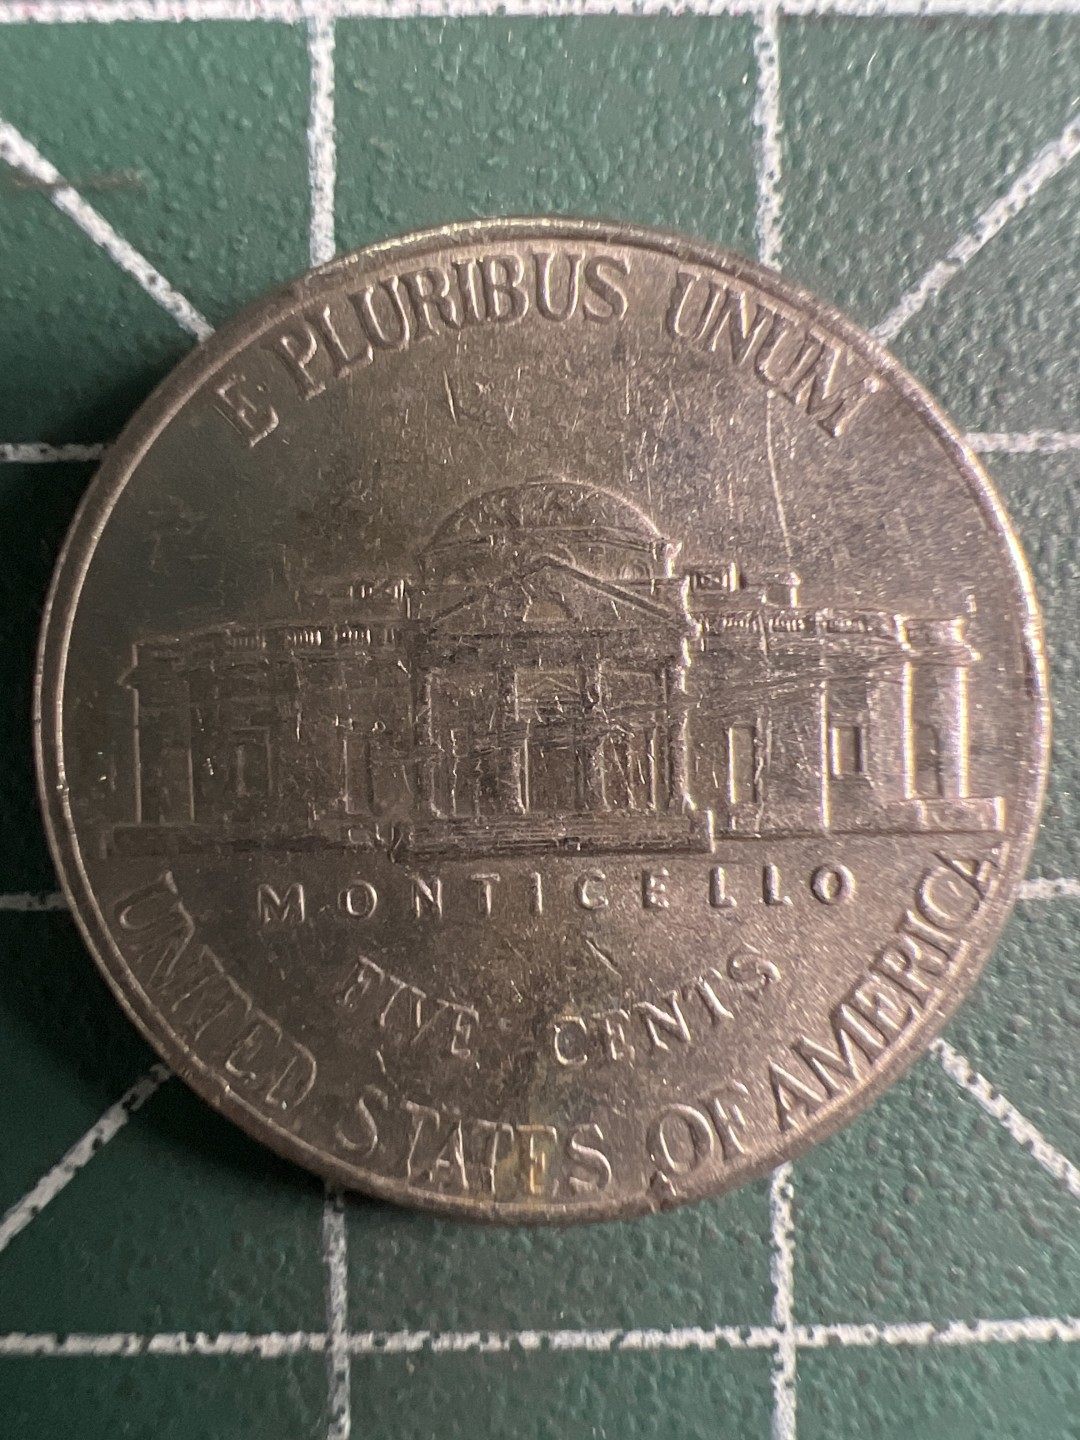 E PLURIBUS UNUM
MONTICELLO
FIVE CENTS
UNITED STATES OF AMERICA